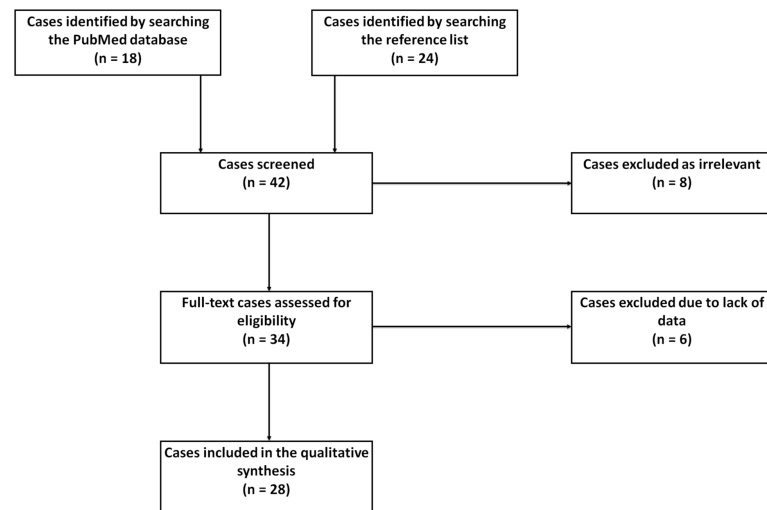 Cases identified by searching
the PubMed database
(n = 18)
Cases identified by searching
the reference list
(n = 24)
Cases screened
(n = 42)
Cases excluded as irrelevant
(n = 8)
Full-text cases assessed for
eligibility
(n = 34)
Cases excluded due to lack of
data
(n = 6)
Cases included in the qualitative
synthesis
(n = 28)